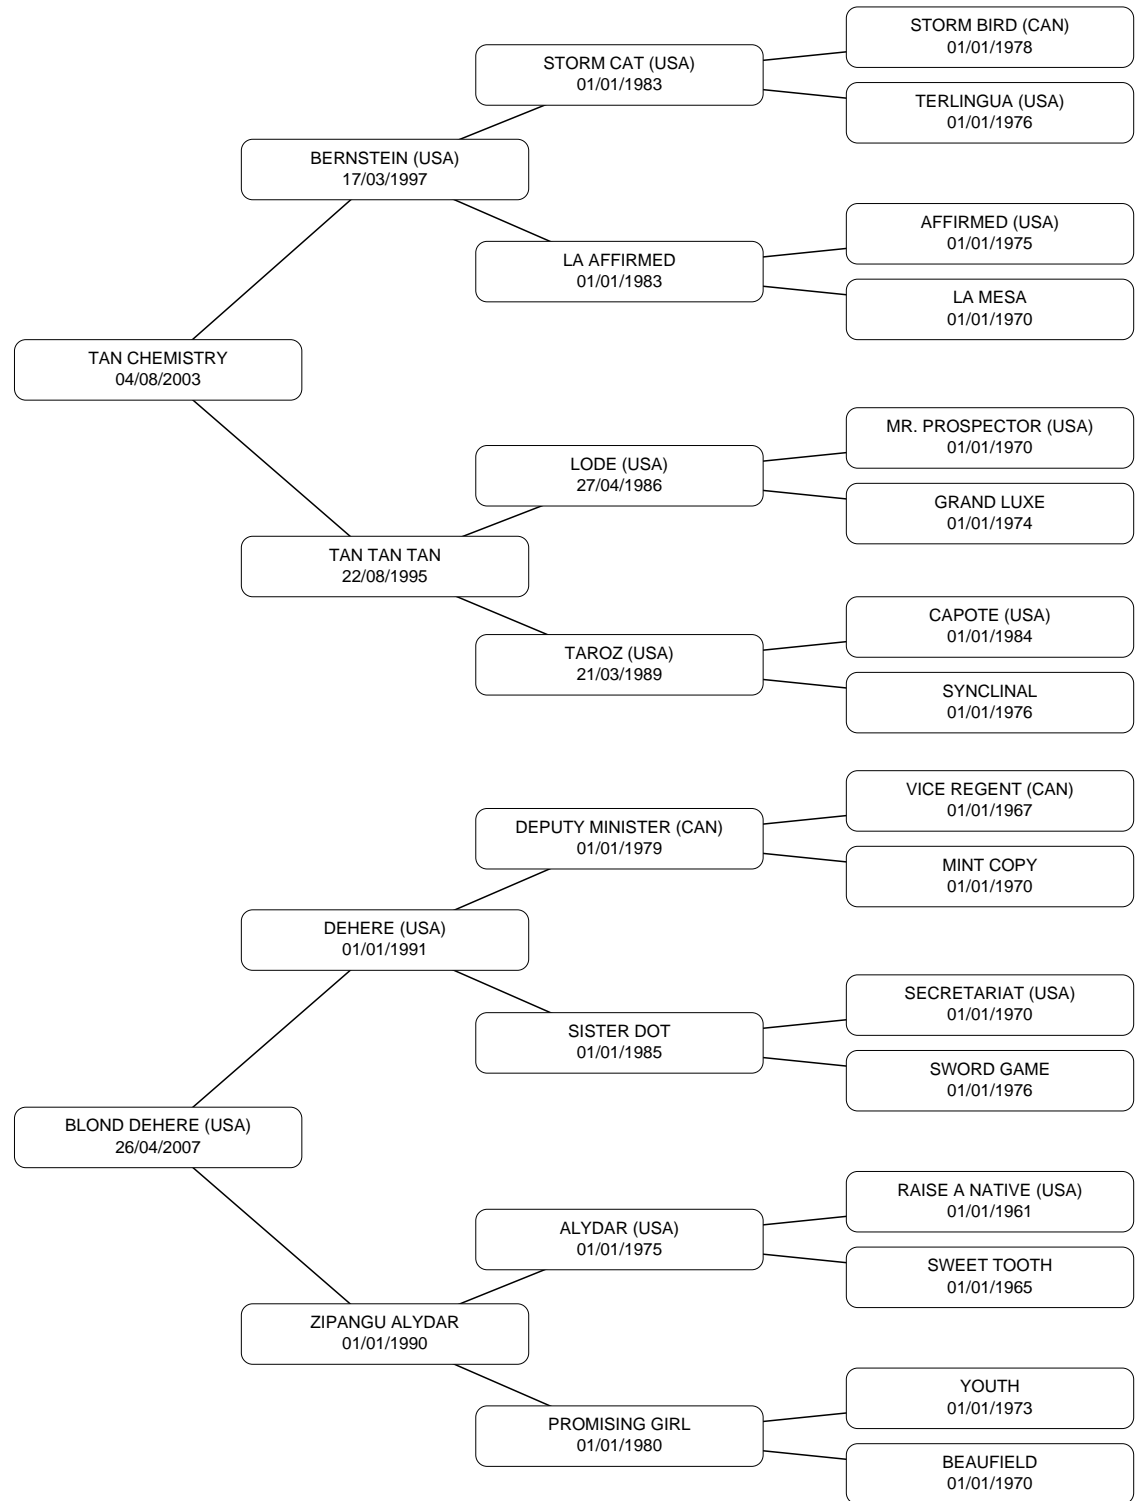 STORM BIRD (CAN)
01/01/1978
STORM CAT (USA)
01/01/1983
TERLINGUA (USA)
01/01/1976
BERNSTEIN (USA)
17/03/1997
AFFIRMED (USA)
01/01/1975
LA AFFIRMED
01/01/1983
LA MESA
01/01/1970
TAN CHEMISTRY
04/08/2003
MR. PROSPECTOR (USA)
01/01/1970
LODE (USA)
27/04/1986
GRAND LUXE
01/01/1974
TAN TAN TAN
22/08/1995
CAPOTE (USA)
01/01/1984
TAROZ (USA)
21/03/1989
SYNCLINAL
01/01/1976
VICE REGENT (CAN)
01/01/1967
DEPUTY MINISTER (CAN)
01/01/1979
MINT COPY
01/01/1970
DEHERE (USA)
01/01/1991
SECRETARIAT (USA)
01/01/1970
SISTER DOT
01/01/1985
SWORD GAME
01/01/1976
BLOND DEHERE (USA)
26/04/2007
RAISE A NATIVE (USA)
01/01/1961
ALYDAR (USA)
01/01/1975
SWEET TOOTH
01/01/1965
ZIPANGU ALYDAR
01/01/1990
YOUTH
01/01/1973
PROMISING GIRL
01/01/1980
BEAUFIELD
01/01/1970